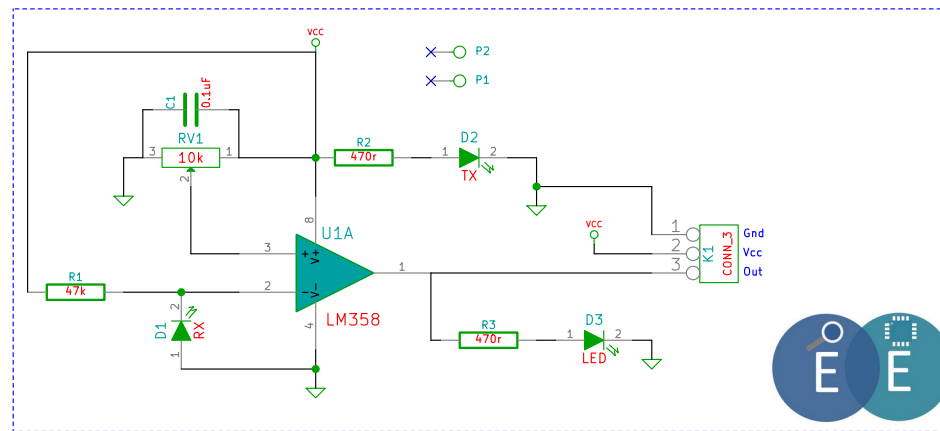 VCC
P2
P1
C1
0.1uF
RV1
3
10k
1
2
R2
470r
D2
1
2
TX
8
U1A
3
+
V+
1
2
−
V-
4
LM358
R1
47k
2
D1
RX
1
VCC
K1
CONN_3
1
Gnd
2
Vcc
3
Out
R3
470r
D3
1
2
LED
E
E